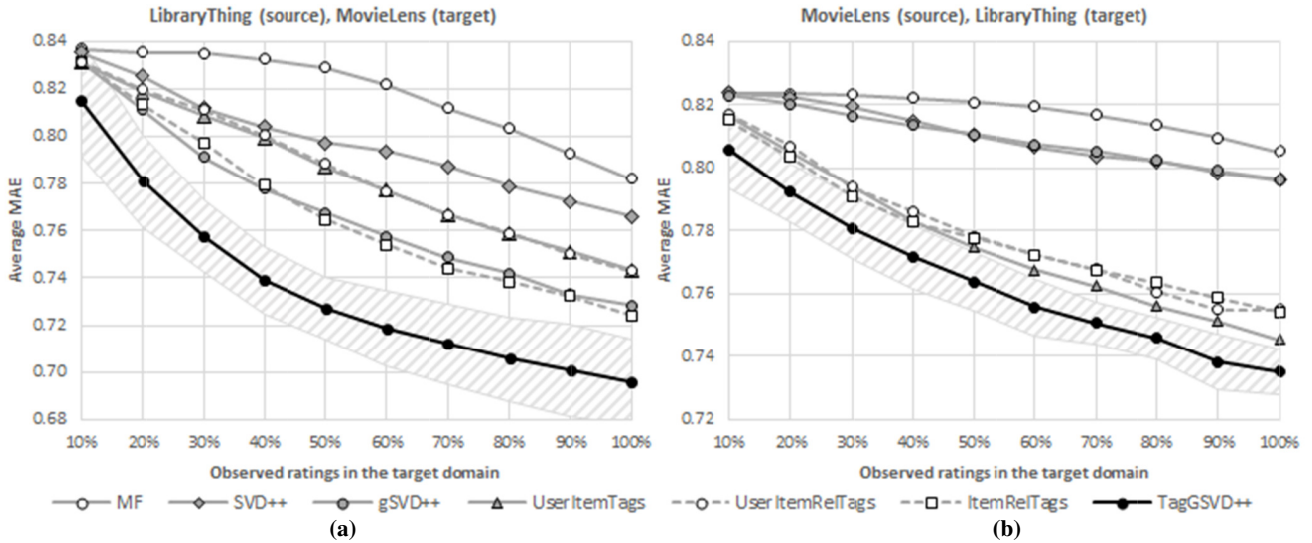 LibraryThing (source), MovieLens (target)
0.84
0.82
0.80
0.78
0.76
0.74
0.72
0.70
0.68
Average MAE
10% 20% 30% 40% 50% 60% 70% 80% 90% 100%
Observed ratings in the target domain
MovieLens (source), LibraryThing (target)
0.84
0.82
0.80
0.78
0.76
0.74
0.72
Average MAE
10% 20% 30% 40% 50% 60% 70% 80% 90% 100%
Observed ratings in the target domain
MF SVD++ gSVD++ UserItemTags UserItemRelTags ItemRelTags TagGSVD++
(a) (b)